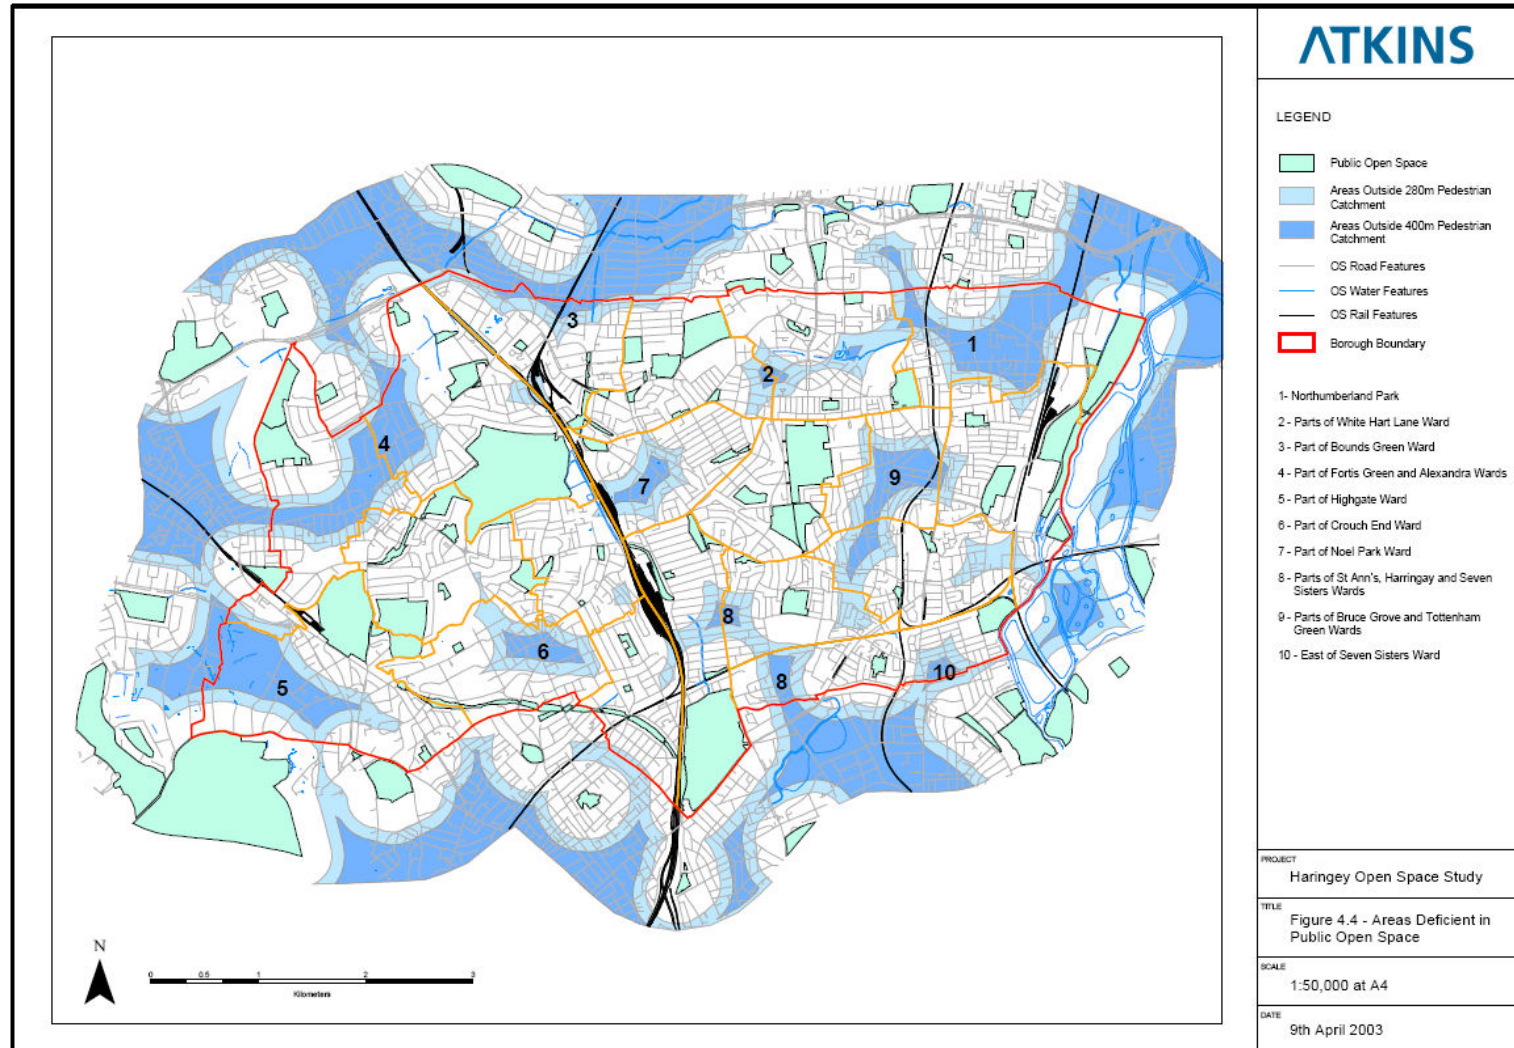 ATKINS
LEGEND
Public Open Space
Areas Outside 280m Pedestrian
Catchment
Areas Outside 400m Pedestrian
Catchment
OS Road Features
OS Water Features
OS Rail Features
Borough Boundary
1- Northumberland Park
2 - Parts of White Hart Lane Ward
3 - Part of Bounds Green Ward
4 - Part of Fortis Green and Alexandra Wards
5 - Part of Highgate Ward
6 - Part of Crouch End Ward
7 - Part of Noel Park Ward
8 - Parts of St Ann's, Harringay and Seven
Sisters Wards
9 - Parts of Bruce Grove and Tottenham
Green Wards
10 - East of Seven Sisters Ward
3
1
2
4
9
7
8
6
8
10
5
N
0 0.5 1 2 3
Kilometers
PROJECT
Haringey Open Space Study
TITLE
Figure 4.4 - Areas Deficient in
Public Open Space
SCALE
1:50,000 at A4
DATE
9th April 2003